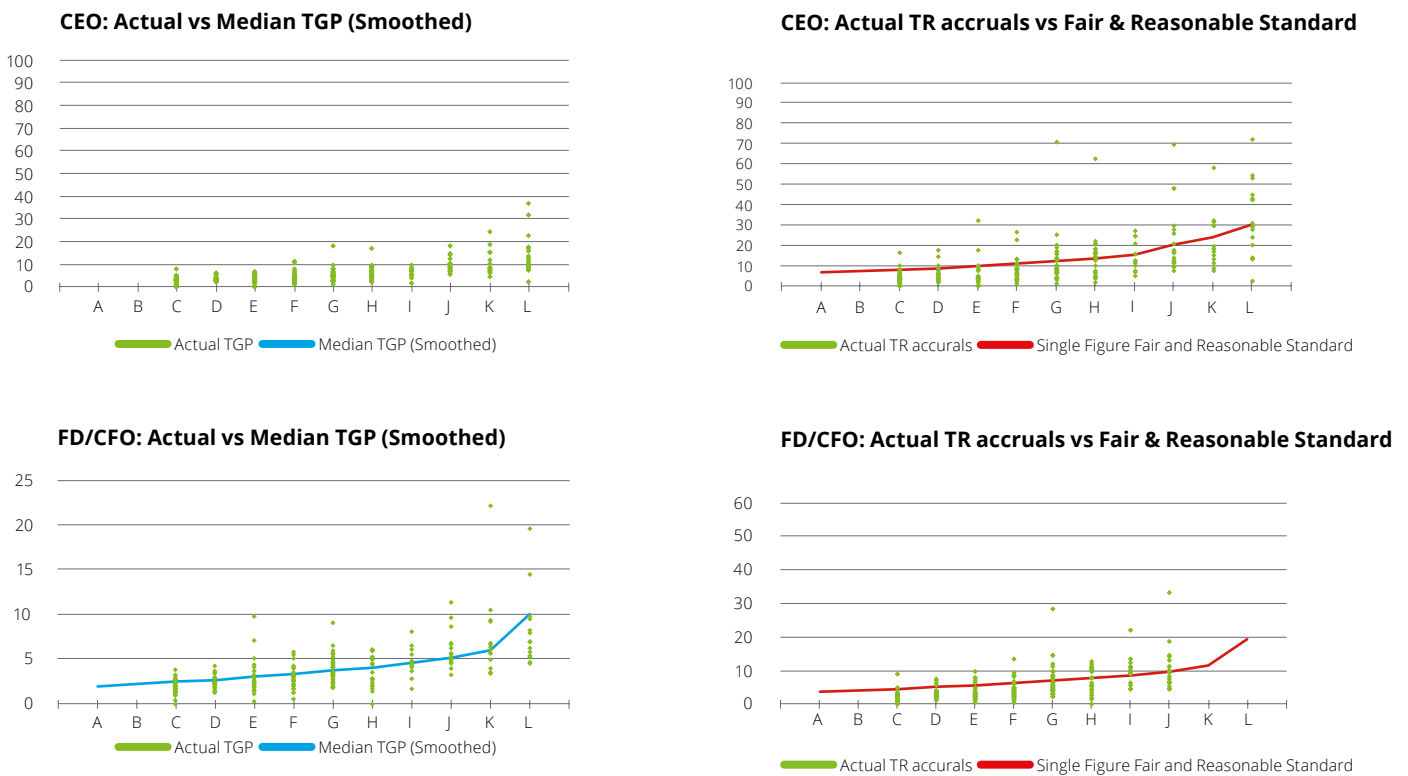 CEO: Actual vs Median TGP (Smoothed)
100
90
80
70
60
50
40
30
20
10
0
A B C D E F G H I J K L
Actual TGP Median TGP (Smoothed)
CEO: Actual TR accruals vs Fair & Reasonable Standard
100
90
80
70
60
50
40
30
20
10
0
A B C D E F G H I J K L
Actual TR accurals Single Figure Fair and Reasonable Standard
FD/CFO: Actual vs Median TGP (Smoothed)
25
20
15
10
5
0
A B C D E F G H I J K L
Actual TGP Median TGP (Smoothed)
FD/CFO: Actual TR accruals vs Fair & Reasonable Standard
60
50
40
30
20
10
0
A B C D E F G H I J K L
Actual TR accurals Single Figure Fair and Reasonable Standard